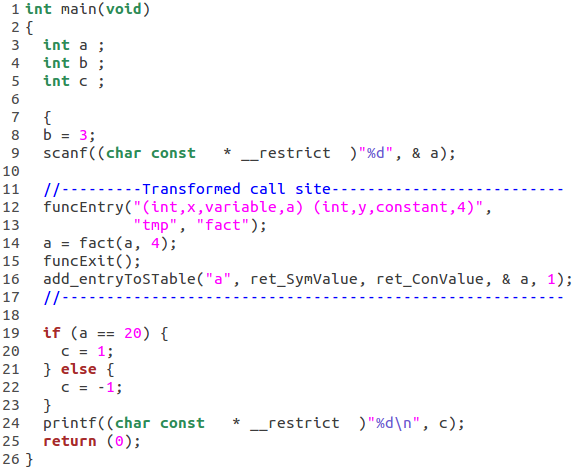 1 int main(void)
2 {
3   int a ;
4   int b ;
5   int c ;
6
7   {
8   b = 3;
9   scanf((char const   * __restrict  )"%d", & a);
10
11   //---------Transformed call site--------------------------
12   funcEntry("(int,x,variable,a) (int,y,constant,4)",
13             "tmp", "fact");
14   a = fact(a, 4);
15   funcExit();
16   add_entryToSTable("a", ret_SymValue, ret_ConValue, & a, 1);
17   //--------------------------------------------------------
18
19   if (a == 20) {
20     c = 1;
21   } else {
22     c = -1;
23   }
24   printf((char const   * __restrict  )"%d\n", c);
25   return (0);
26 }